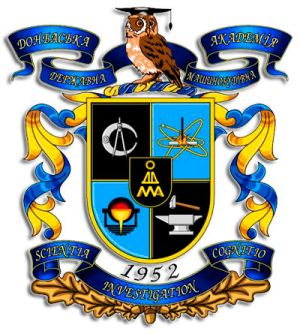 ДОНБАСЬКА
ДЕРЖАВНА
МАШИНОБУДІВНА
АКАДЕМІЯ
ДДМА
SCIENTIA
1952
INVESTIGATION
COGNITIO